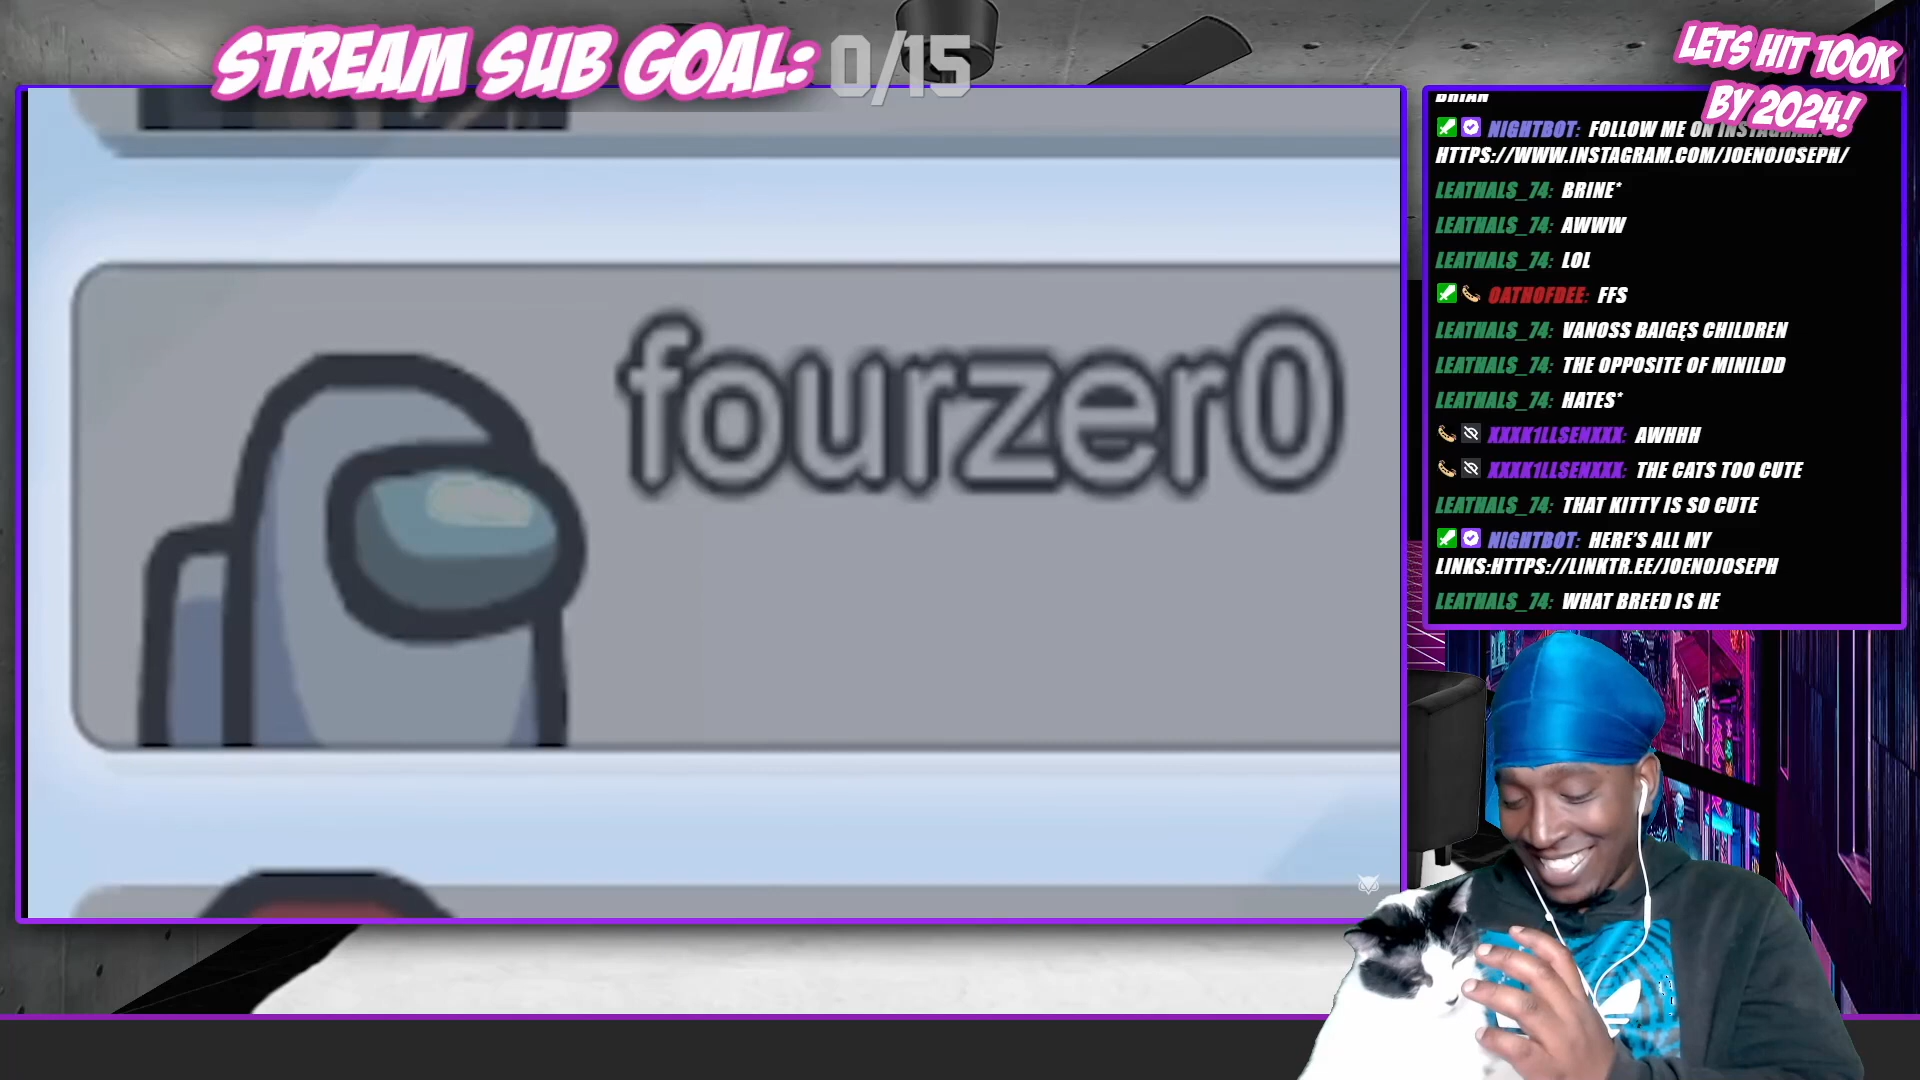 STREAM SUB GOAL: 0/15
LETS HIT 100K
BY 2024!
fourzer0
BRIAN
NIGHTBOT: FOLLOW ME ON INSTAGRAM:
HTTPS://WWW.INSTAGRAM.COM/JOENOJOSEPH/
LEATHALS_74: BRINE*
LEATHALS_74: AWWW
LEATHALS_74: LOL
OATHOFDEE: FFS
LEATHALS_74: VANOSS BAIGĘS CHILDREN
LEATHALS_74: THE OPPOSITE OF MINILDD
LEATHALS_74: HATES*
XXXK1LLSENXXX: AWHHH
XXXK1LLSENXXX: THE CATS TOO CUTE
LEATHALS_74: THAT KITTY IS SO CUTE
NIGHTBOT: HERE'S ALL MY
LINKS:HTTPS://LINKTR.EE/JOENOJOSEPH
LEATHALS_74: WHAT BREED IS HE